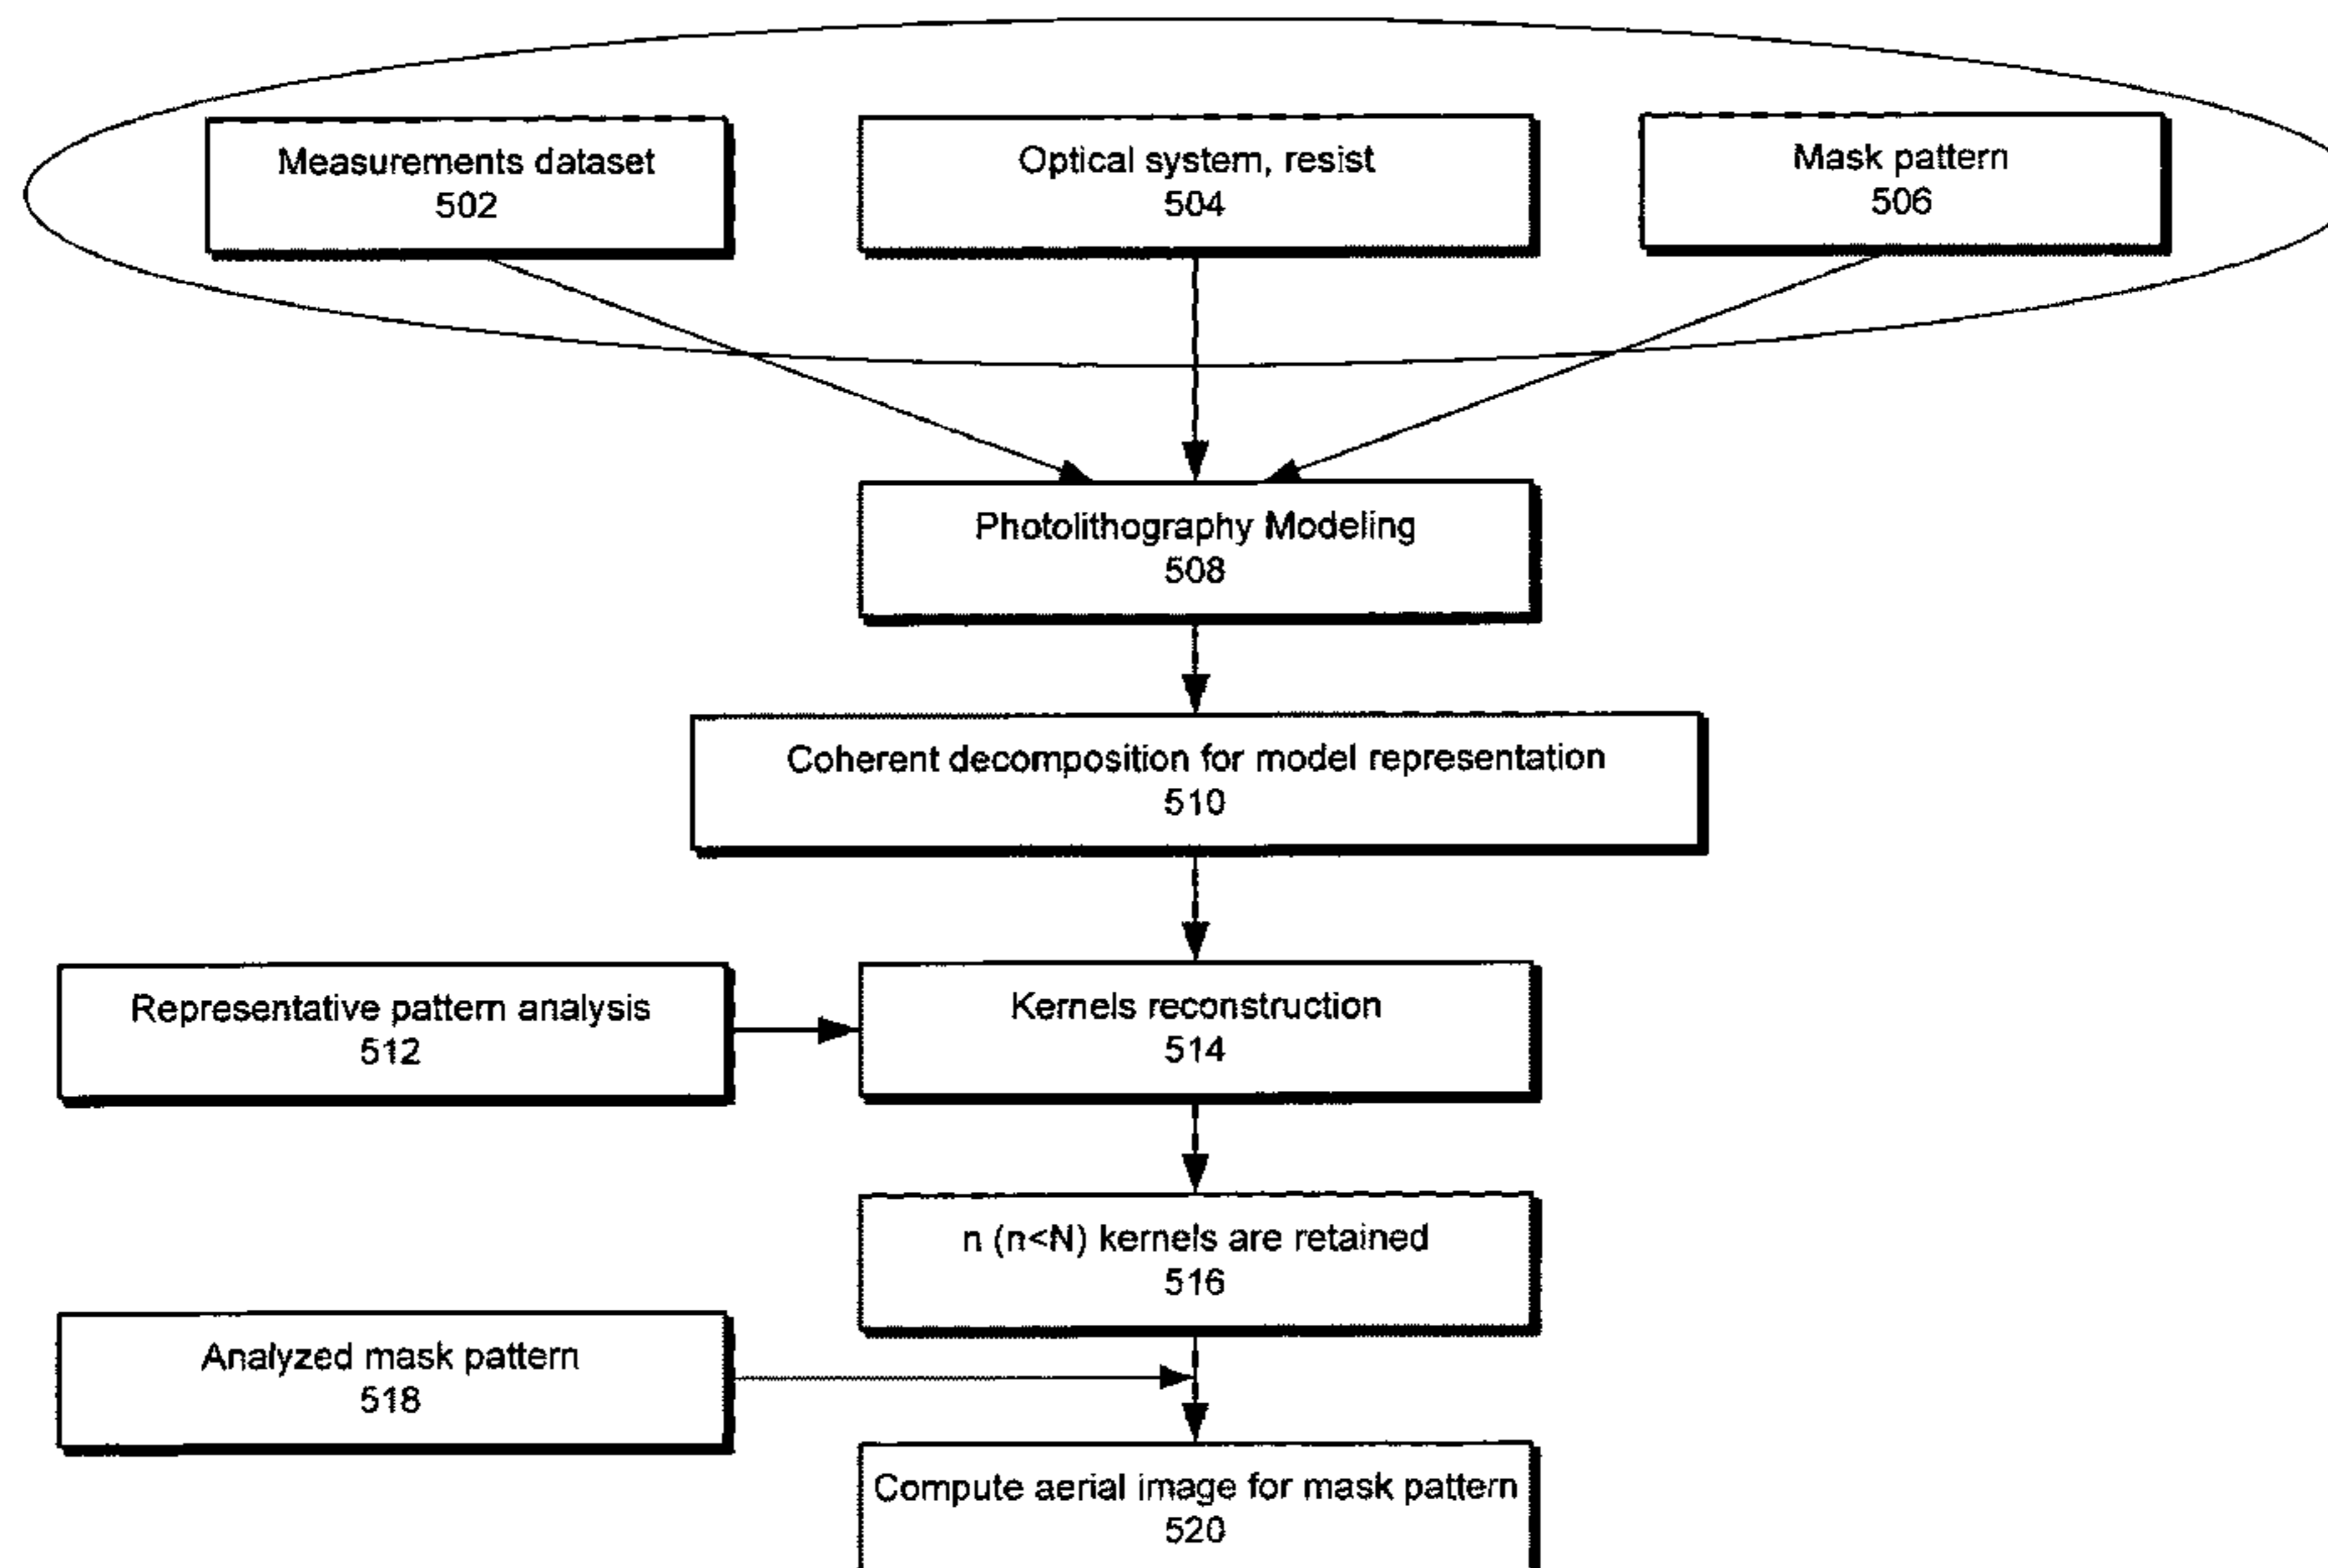 Measurements dataset
502
Optical system, resist
504
Mask pattern
506
Photolithography Modeling
508
Coherent decomposition for model representation
510
Representative pattern analysis
512
Kernels reconstruction
514
n (n<N) kernels are retained
516
Analyzed mask pattern
518
Compute aerial image for mask pattern
520